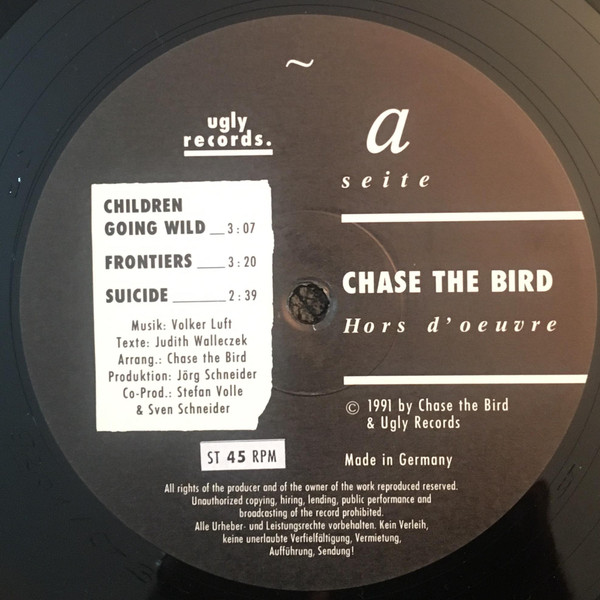 ~
ugly
records.
a
seite
CHILDREN
GOING WILD __ 3:07
FRONTIERS ____ 3:20
SUICIDE ________ 2:39
Musik: Volker Luft
Texte: Judith Walleczek
Arrang.: Chase the Bird
Produktion: Jörg Schneider
Co-Prod.: Stefan Volle
& Sven Schneider
CHASE THE BIRD
Hors d'oeuvre
© 1991 by Chase the Bird
& Ugly Records
ST 45 RPM
Made in Germany
All rights of the producer and of the owner of the work reproduced reserved.
Unauthorized copying, hiring, lending, public performance and
broadcasting of the record prohibited.
Alle Urheber- und Leistungsrechte vorbehalten. Kein Verleih,
keine unerlaubte Verfielfältigung, Vermietung,
Aufführung, Sendung!